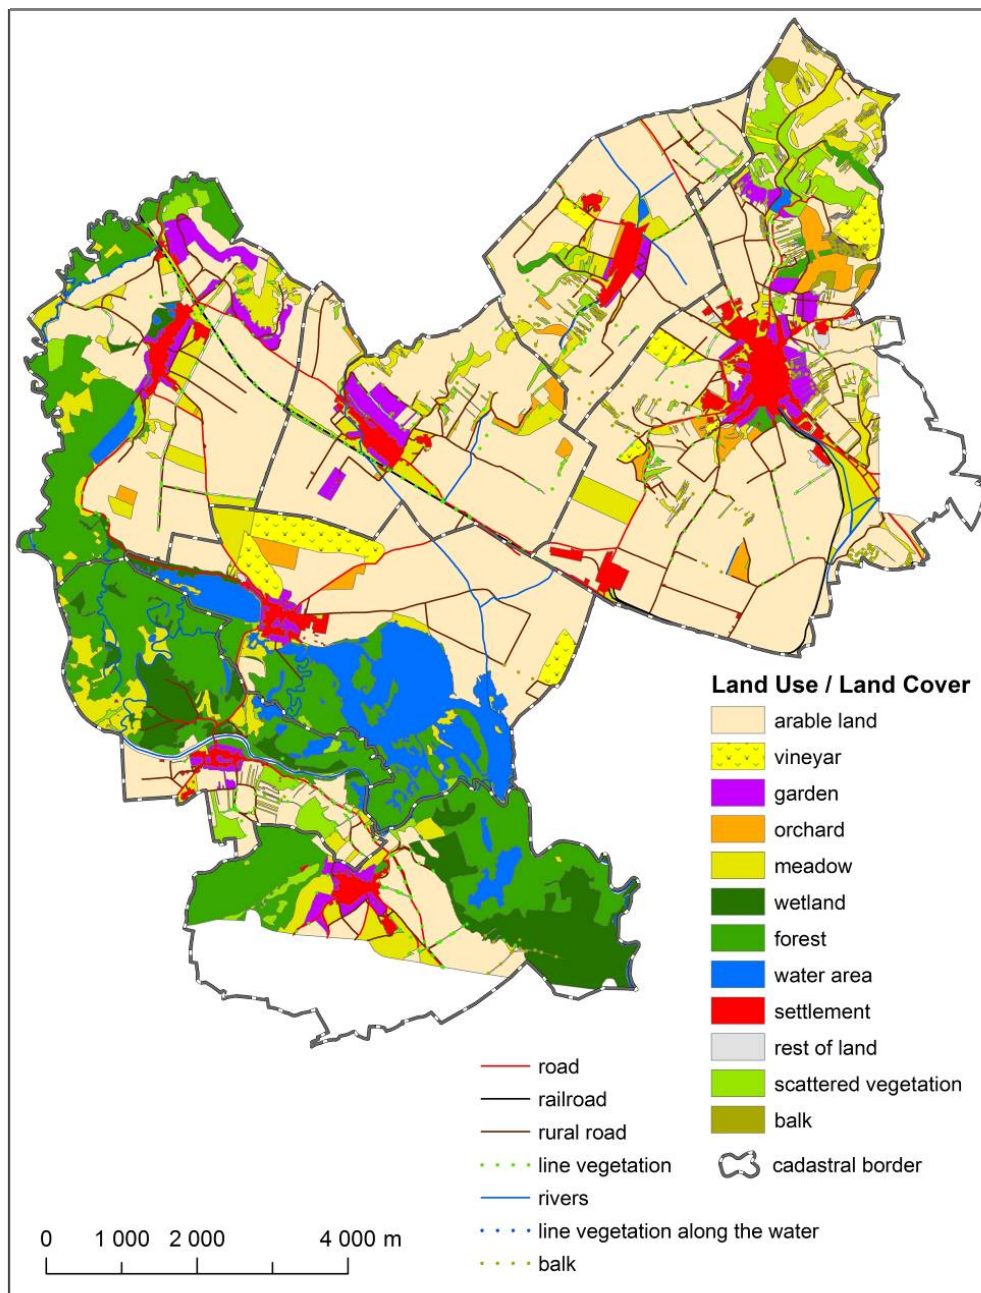 Land Use / Land Cover
arable land
vineyar
garden
orchard
meadow
wetland
forest
water area
settlement
rest of land
scattered vegetation
balk
cadastral border
road
railroad
rural road
line vegetation
rivers
line vegetation along the water
balk
0 1 000 2 000 4 000 m